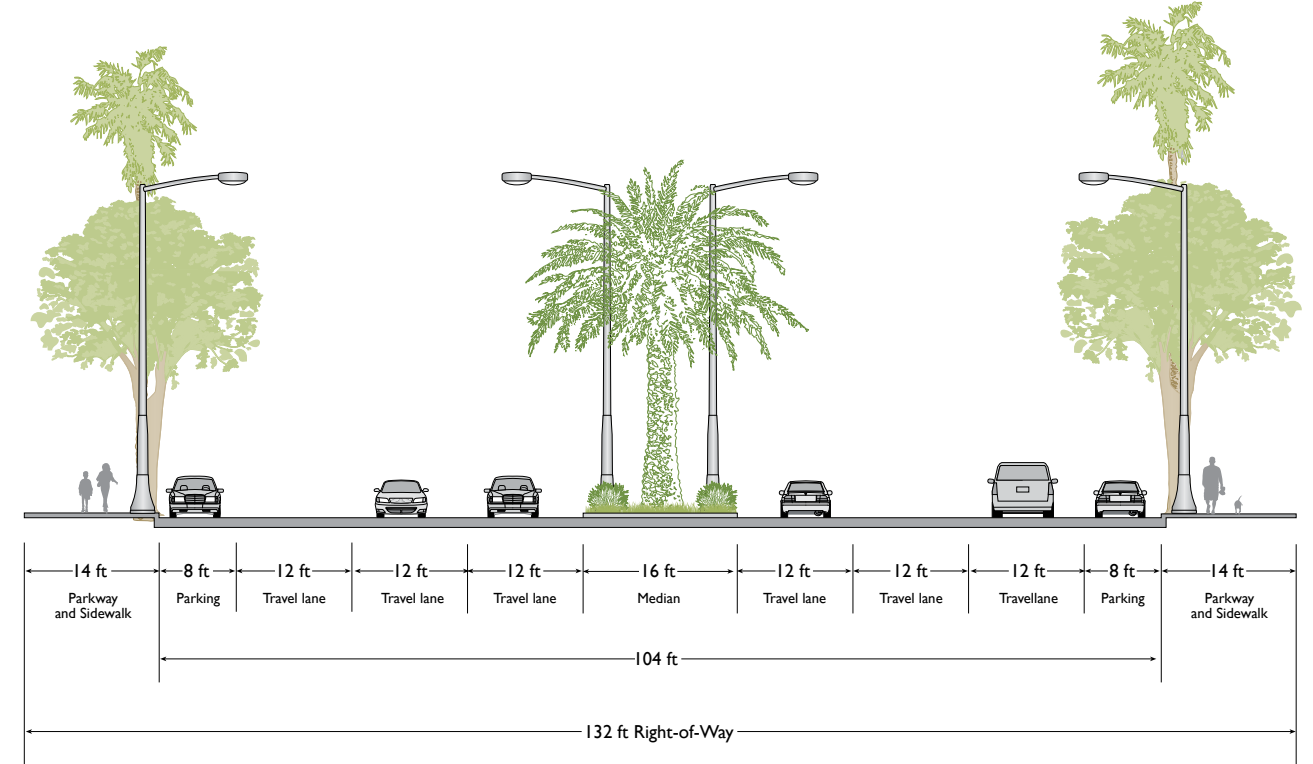 14 ft
8 ft
12 ft
12 ft
12 ft
16 ft
12 ft
12 ft
12 ft
8 ft
14 ft
Parkway
and Sidewalk
Parking
Travel lane
Travel lane
Travel lane
Median
Travel lane
Travel lane
Travellane
Parking
Parkway
and Sidewalk
104 ft
132 ft Right-of-Way